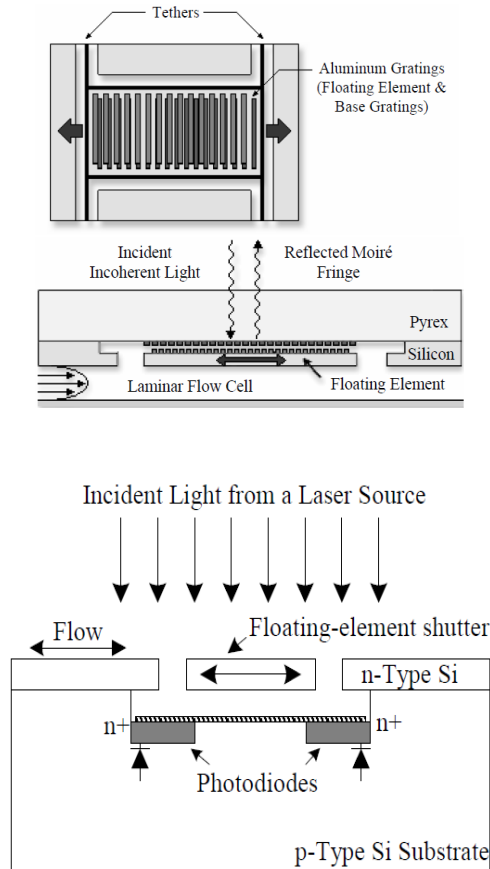 Tethers
Aluminum Gratings
(Floating Element &
Base Gratings)
Incident
Incoherent Light
Reflected Moiré
Fringe
Pyrex
Silicon
Laminar Flow Cell
Floating Element
Incident Light from a Laser Source
Flow
Floating-element shutter
n-Type Si
n+
n+
Photodiodes
p-Type Si Substrate